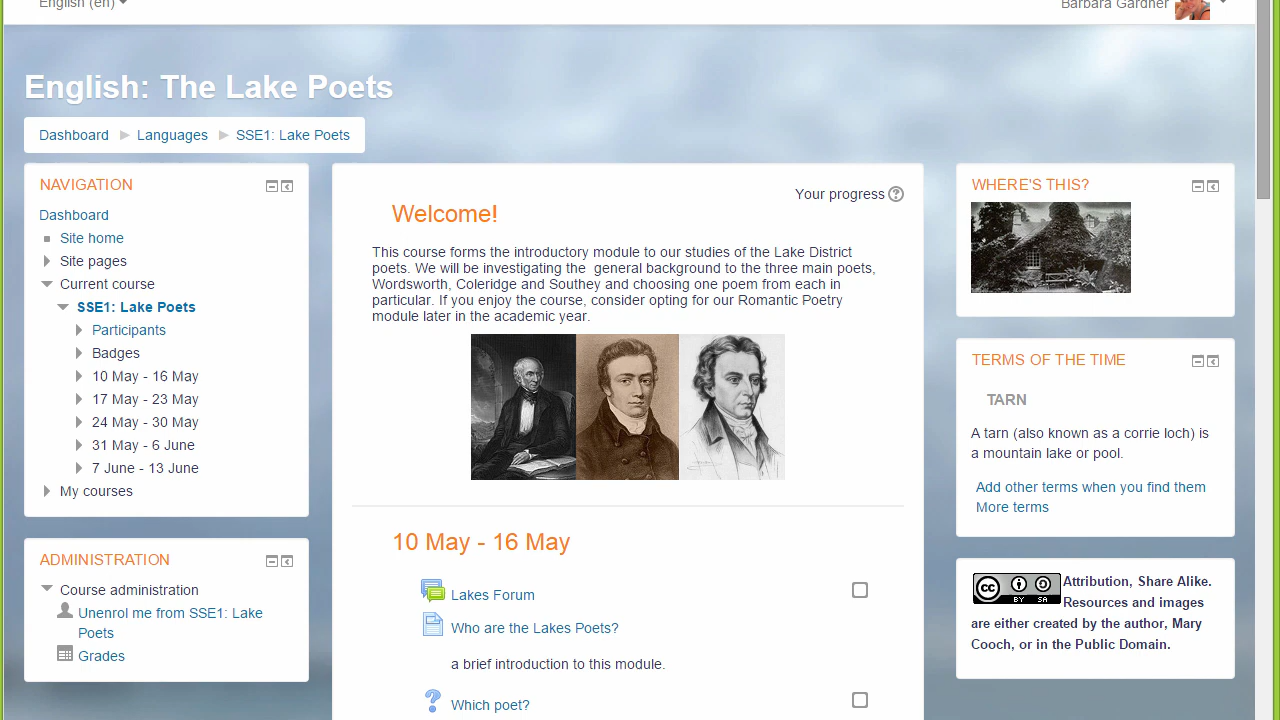 English (en)
Barbara Gardner
English: The Lake Poets
Dashboard
Languages
SSE1: Lake Poets
NAVIGATION
Dashboard
Site home
Site pages
Current course
SSE1: Lake Poets
Participants
Badges
10 May - 16 May
17 May - 23 May
24 May - 30 May
31 May - 6 June
7 June - 13 June
My courses
ADMINISTRATION
Course administration
Unenrol me from SSE1: Lake
Poets
Grades
Your progress
Welcome!
This course forms the introductory module to our studies of the Lake District
poets. We will be investigating the  general background to the three main poets,
Wordsworth, Coleridge and Southey and choosing one poem from each in
particular. If you enjoy the course, consider opting for our Romantic Poetry
module later in the academic year.
10 May - 16 May
Lakes Forum
Who are the Lakes Poets?
a brief introduction to this module.
Which poet?
WHERE'S THIS?
TERMS OF THE TIME
TARN
A tarn (also known as a corrie loch) is
a mountain lake or pool.
Add other terms when you find them
More terms
cc BY SA
Attribution, Share Alike.
Resources and images
are either created by the author, Mary
Cooch, or in the Public Domain.